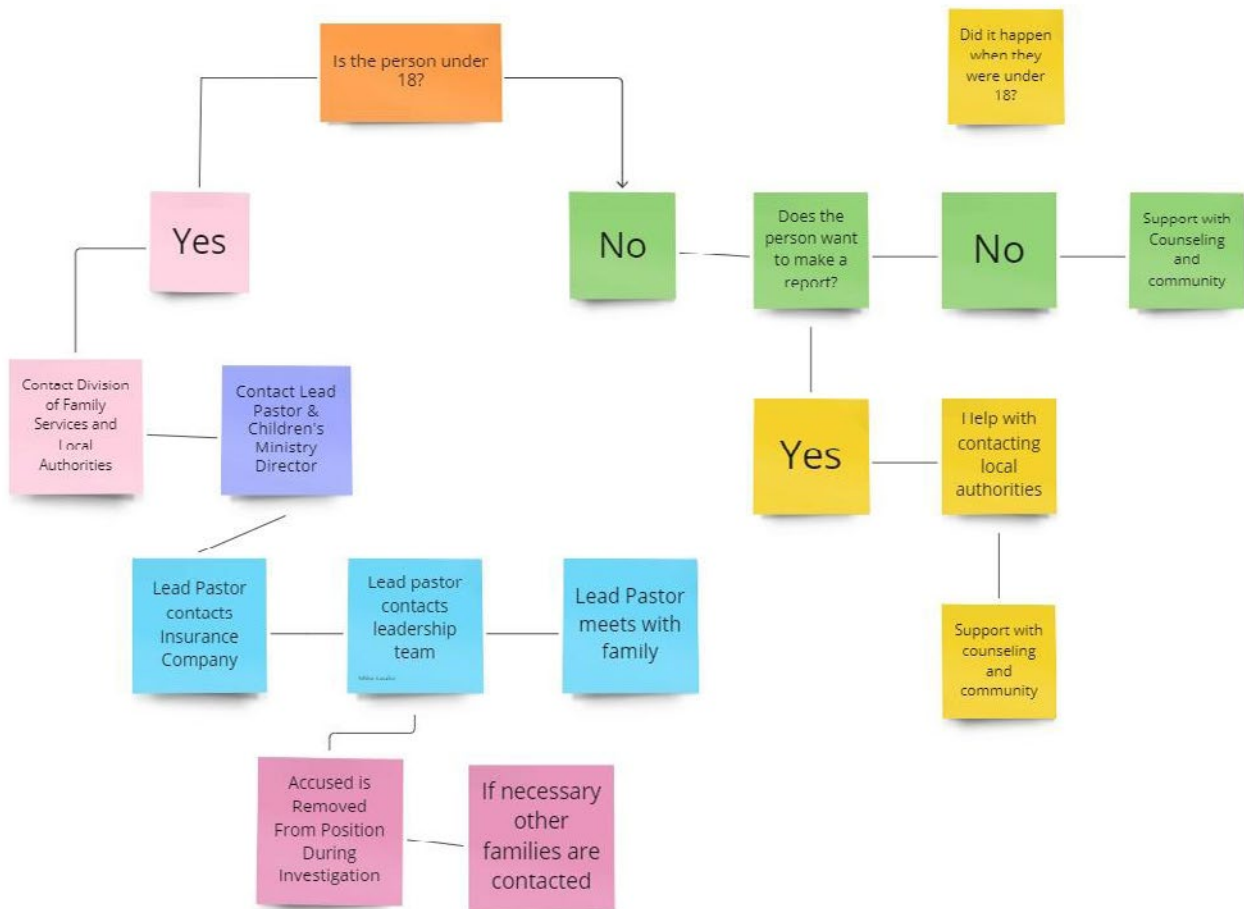 Is the person under
18?
Did it happen
when they
were under
18?
Yes
No
Does the
person want
to make a
report?
No
Support with
Counseling
and
community
Contact Division
of Family
Services and
Local
Authorities
Contact Lead
Pastor &
Children's
Ministry
Director
Yes
Help with
contacting
local
authorities
Lead Pastor
contacts
Insurance
Company
Lead pastor
contacts
leadership
team
Lead Pastor
meets with
family
Support with
counseling
and
community
Accused is
Removed
From Position
During
Investigation
If necessary
other
families are
contacted